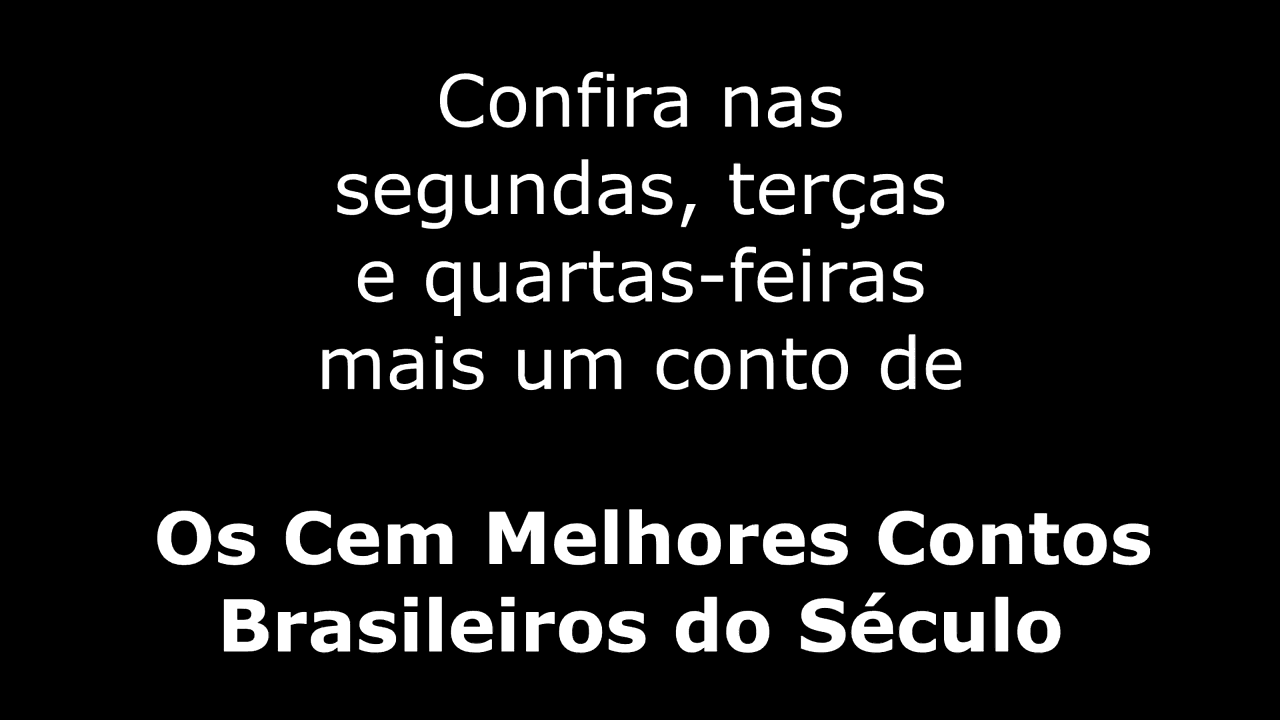 Confira nas
segundas, terças
e quartas-feiras
mais um conto de
Os Cem Melhores Contos
Brasileiros do Século